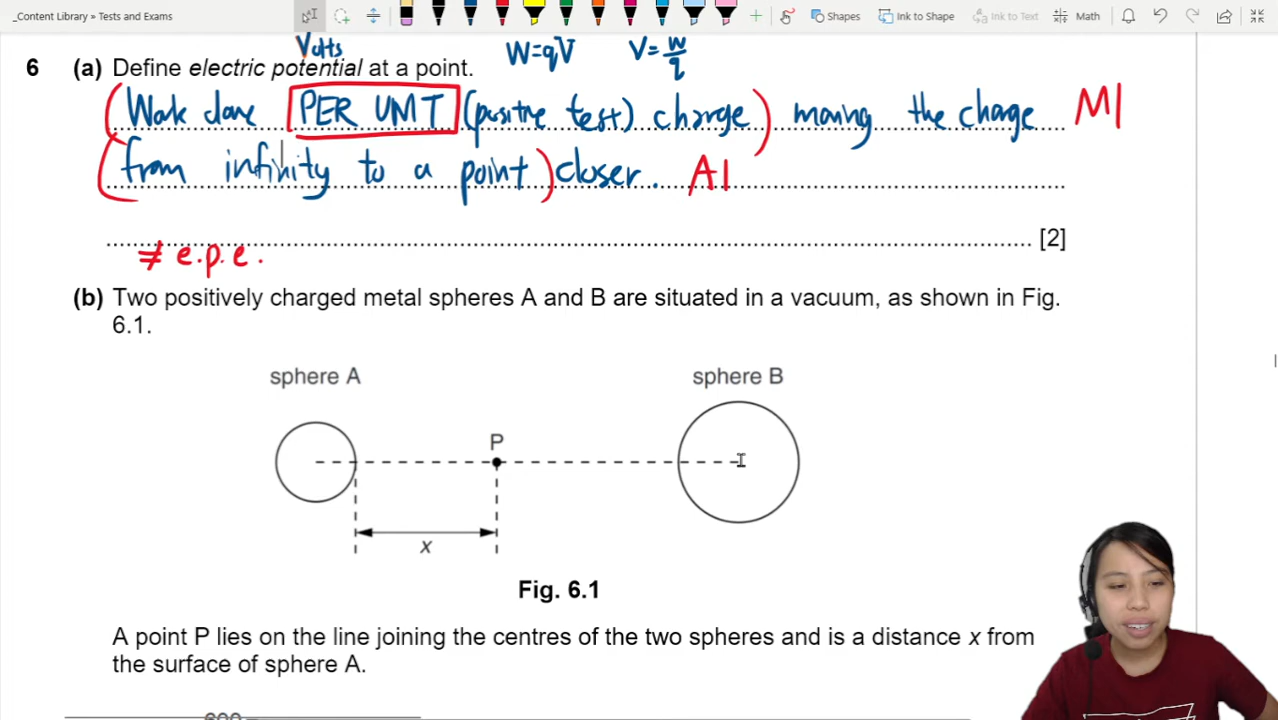 _Content Library » Tests and Exams
Shapes
Ink to Shape
Ink to Text
Math
Volts
W=qV V=W/q
6 (a) Define electric potential at a point.
(Work done PER UNIT (positive test) charge) moving the charge M1
(from infinity to a point) closer. A1
[2]
≠ e.p.e.
(b) Two positively charged metal spheres A and B are situated in a vacuum, as shown in Fig.
6.1.
sphere A sphere B
P
x
Fig. 6.1
A point P lies on the line joining the centres of the two spheres and is a distance x from
the surface of sphere A.